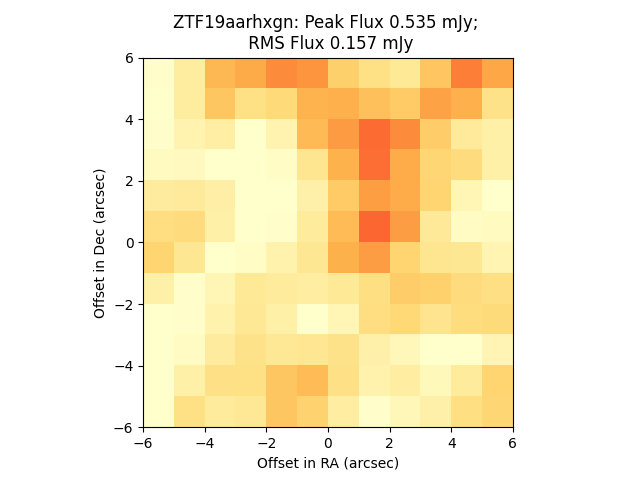 ZTF19aarhxgn: Peak Flux 0.535 mJy;
RMS Flux 0.157 mJy
6
4
2
0
−2
−4
−6
Offset in Dec (arcsec)
−6 −4 −2 0 2 4 6
Offset in RA (arcsec)